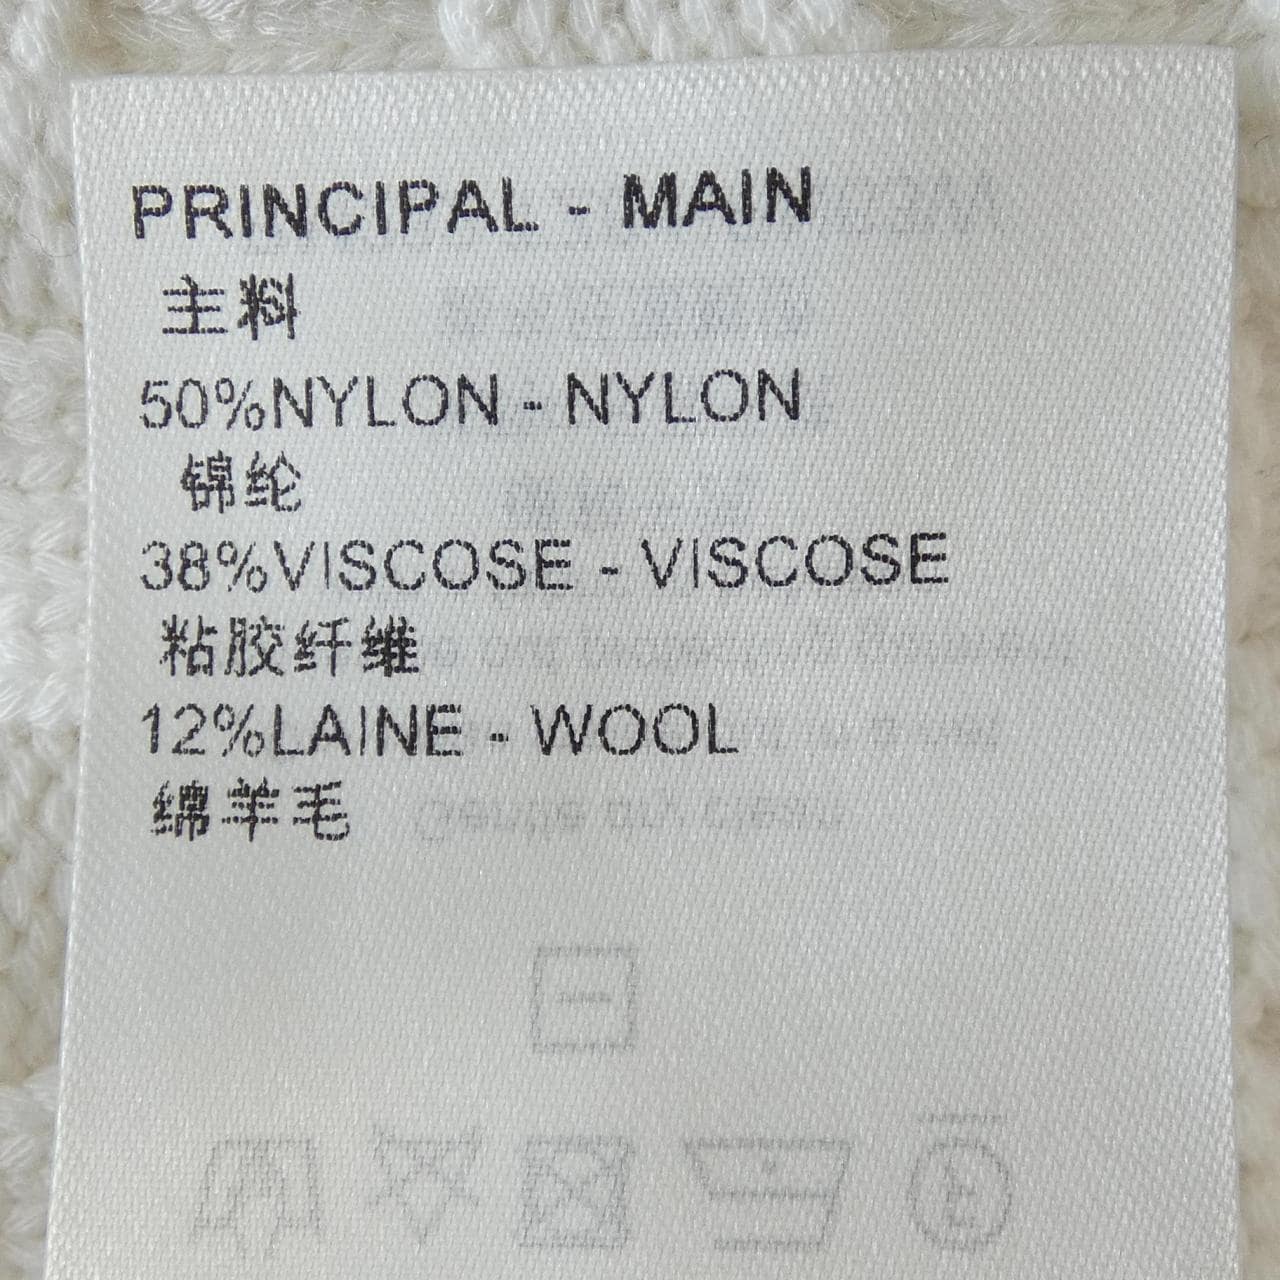 PRINCIPAL - MAIN
主料
50%NYLON - NYLON
锦纶
38%VISCOSE - VISCOSE
粘胶纤维
12%LAINE - WOOL
绵羊毛